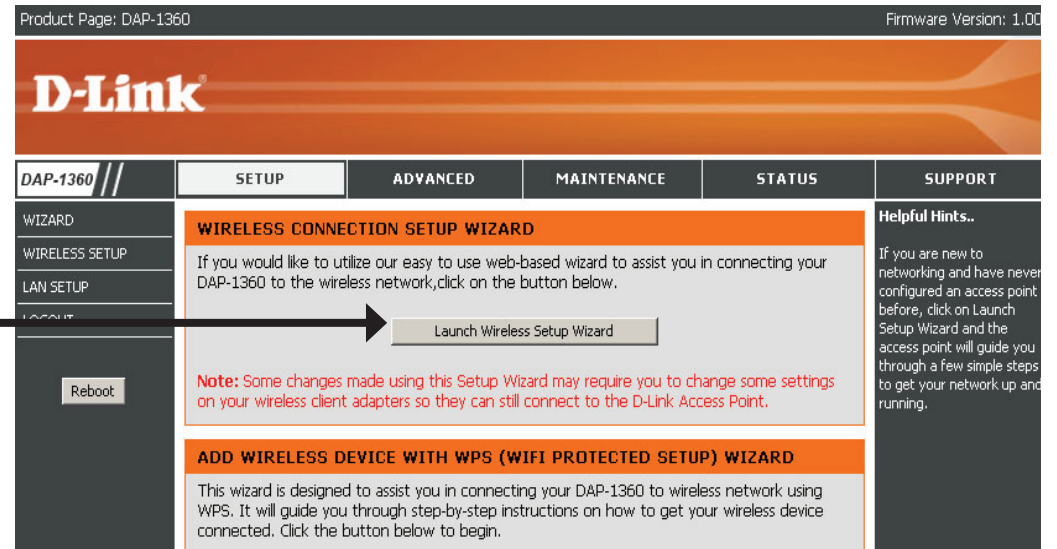 Product Page: DAP-1360
Firmware Version: 1.00
D-Link®
DAP-1360
SETUP
ADVANCED
MAINTENANCE
STATUS
SUPPORT
WIZARD
WIRELESS SETUP
LAN SETUP
LOGOUT
Reboot
WIRELESS CONNECTION SETUP WIZARD
If you would like to utilize our easy to use web-based wizard to assist you in connecting your
DAP-1360 to the wireless network,click on the button below.
Launch Wireless Setup Wizard
Note: Some changes made using this Setup Wizard may require you to change some settings
on your wireless client adapters so they can still connect to the D-Link Access Point.
ADD WIRELESS DEVICE WITH WPS (WIFI PROTECTED SETUP) WIZARD
This wizard is designed to assist you in connecting your DAP-1360 to wireless network using
WPS. It will guide you through step-by-step instructions on how to get your wireless device
connected. Click the button below to begin.
Helpful Hints..
If you are new to
networking and have never
configured an access point
before, click on Launch
Setup Wizard and the
access point will guide you
through a few simple steps
to get your network up and
running.